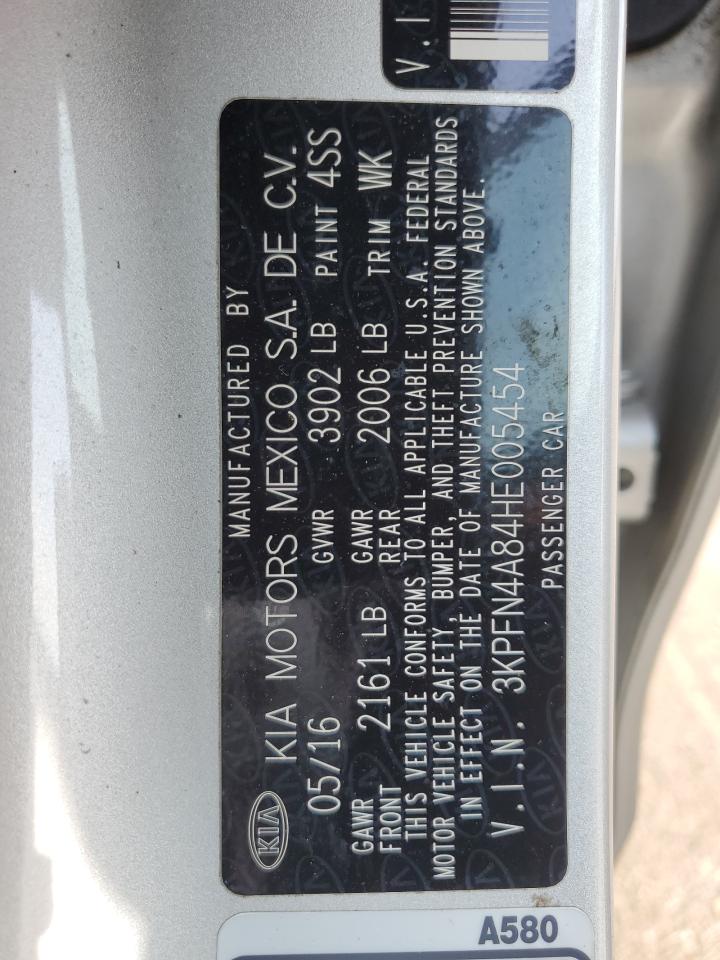 V.I
MANUFACTURED BY
KIA KIA MOTORS MEXICO S.A. DE C.V.
05/16 GVWR 3902 LB PAINT 4SS
GAWR FRONT 2161 LB GAWR REAR 2006 LB TRIM WK
THIS VEHICLE CONFORMS TO ALL APPLICABLE U.S.A. FEDERAL
MOTOR VEHICLE SAFETY, BUMPER, AND THEFT PREVENTION STANDARDS
IN EFFECT ON THE DATE OF MANUFACTURE SHOWN ABOVE.
V.I.N. 3KPFN4A84HE005454
PASSENGER CAR
A580